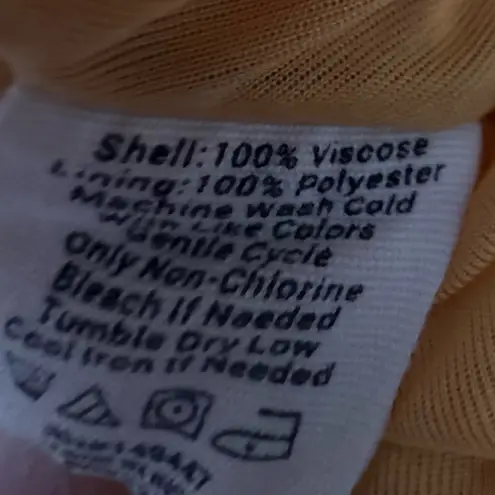 Shell: 100% Viscose
Lining: 100% Polyester
Machine Wash Cold
With Like Colors
Gentle Cycle
Only Non-Chlorine
Bleach If Needed
Tumble Dry Low
Cool Iron If Needed